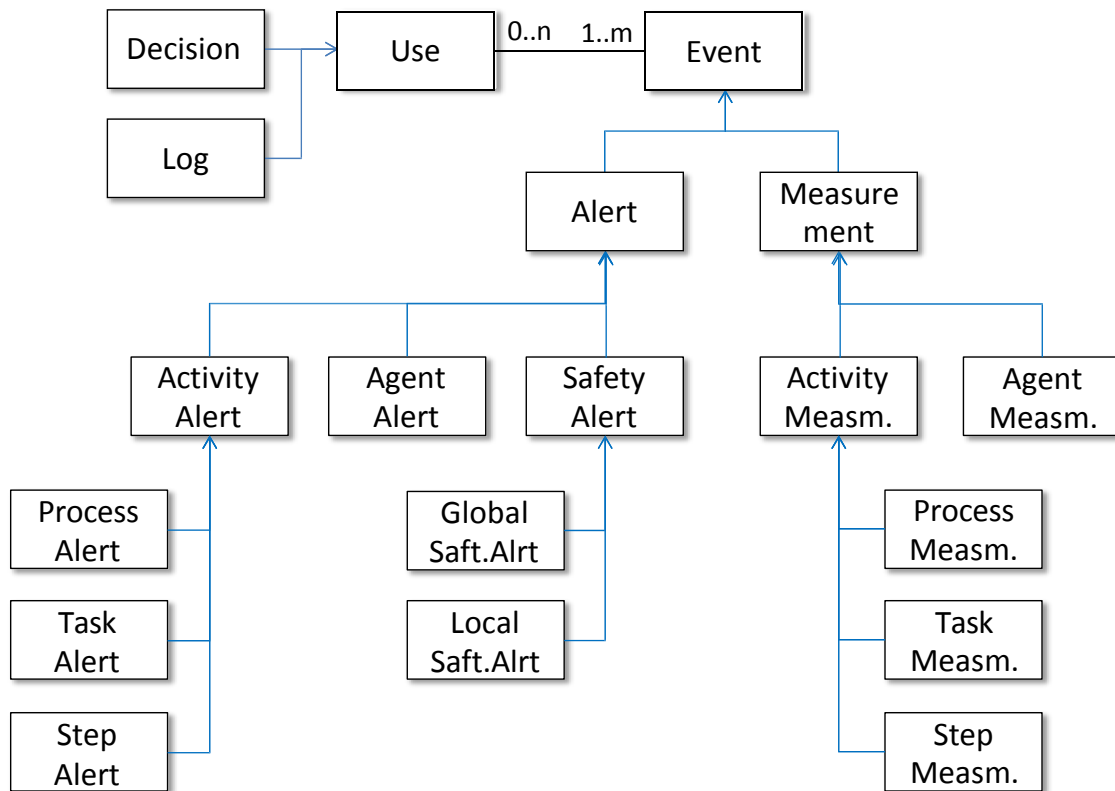 Decision
Use
0..n
1..m
Event
Log
Alert
Measure
ment
Activity
Alert
Agent
Alert
Safety
Alert
Activity
Measm.
Agent
Measm.
Process
Alert
Global
Saft.Alrt
Process
Measm.
Task
Alert
Local
Saft.Alrt
Task
Measm.
Step
Alert
Step
Measm.